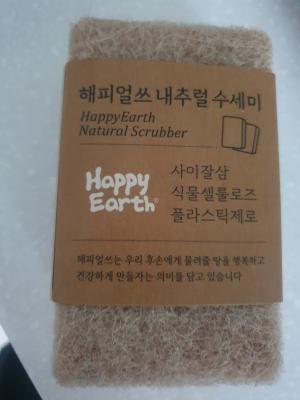 해피얼쓰 내추럴 수세미
HappyEarth
Natural Scrubber
Happy
Earth®
사이잘삼
식물셀룰로즈
플라스틱제로
해피얼쓰는 우리 후손에게 물려줄 땅을 행복하고
건강하게 만들자는 의미를 담고 있습니다